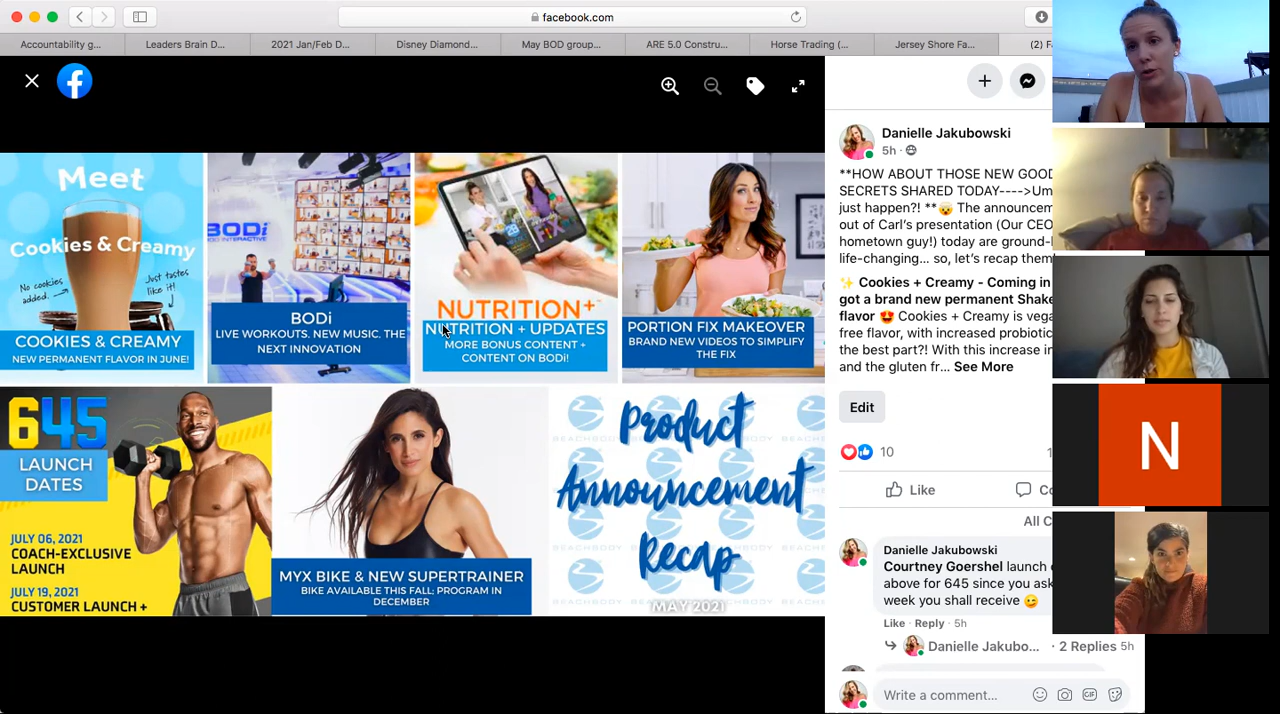 facebook.com
Accountability g...
Leaders Brain D...
2021 Jan/Feb D...
Disney Diamond...
May BOD group...
ARE 5.0 Constru...
Horse Trading (...
Jersey Shore Fa...
Meet
Cookies & Creamy
No cookies
added.
Just tastes
like it!
COOKIES & CREAMY
NEW PERMANENT FLAVOR IN JUNE!
BODi
LIVE WORKOUTS. NEW MUSIC. THE
NEXT INNOVATION
NUTRITION+
NUTRITION + UPDATES
MORE BONUS CONTENT +
CONTENT ON BODi!
PORTION FIX MAKEOVER
BRAND NEW VIDEOS TO SIMPLIFY
THE FIX
645
LAUNCH
DATES
JULY 06, 2021
COACH-EXCLUSIVE
LAUNCH
JULY 19, 2021
CUSTOMER LAUNCH +
MYX BIKE & NEW SUPERTRAINER
BIKE AVAILABLE THIS FALL; PROGRAM IN
DECEMBER
Product
Announcement
Recap
MAY 2021
Danielle Jakubowski
5h
**HOW ABOUT THOSE NEW GOOD
SECRETS SHARED TODAY---->Um
just happen?! **🤯 The announcem
out of Carl's presentation (Our CEO
hometown guy!) today are ground-
life-changing... so, let's recap them
✨ Cookies + Creamy - Coming in
got a brand new permanent Shake
flavor 😍 Cookies + Creamy is vega
free flavor, with increased probiotic
the best part?! With this increase in
and the gluten fr... See More
Edit
10
Like
All C
Danielle Jakubowski
Courtney Goershel launch
above for 645 since you ask
week you shall receive 😉
Like · Reply · 5h
Danielle Jakubo... · 2 Replies 5h
Write a comment...
GIF
N